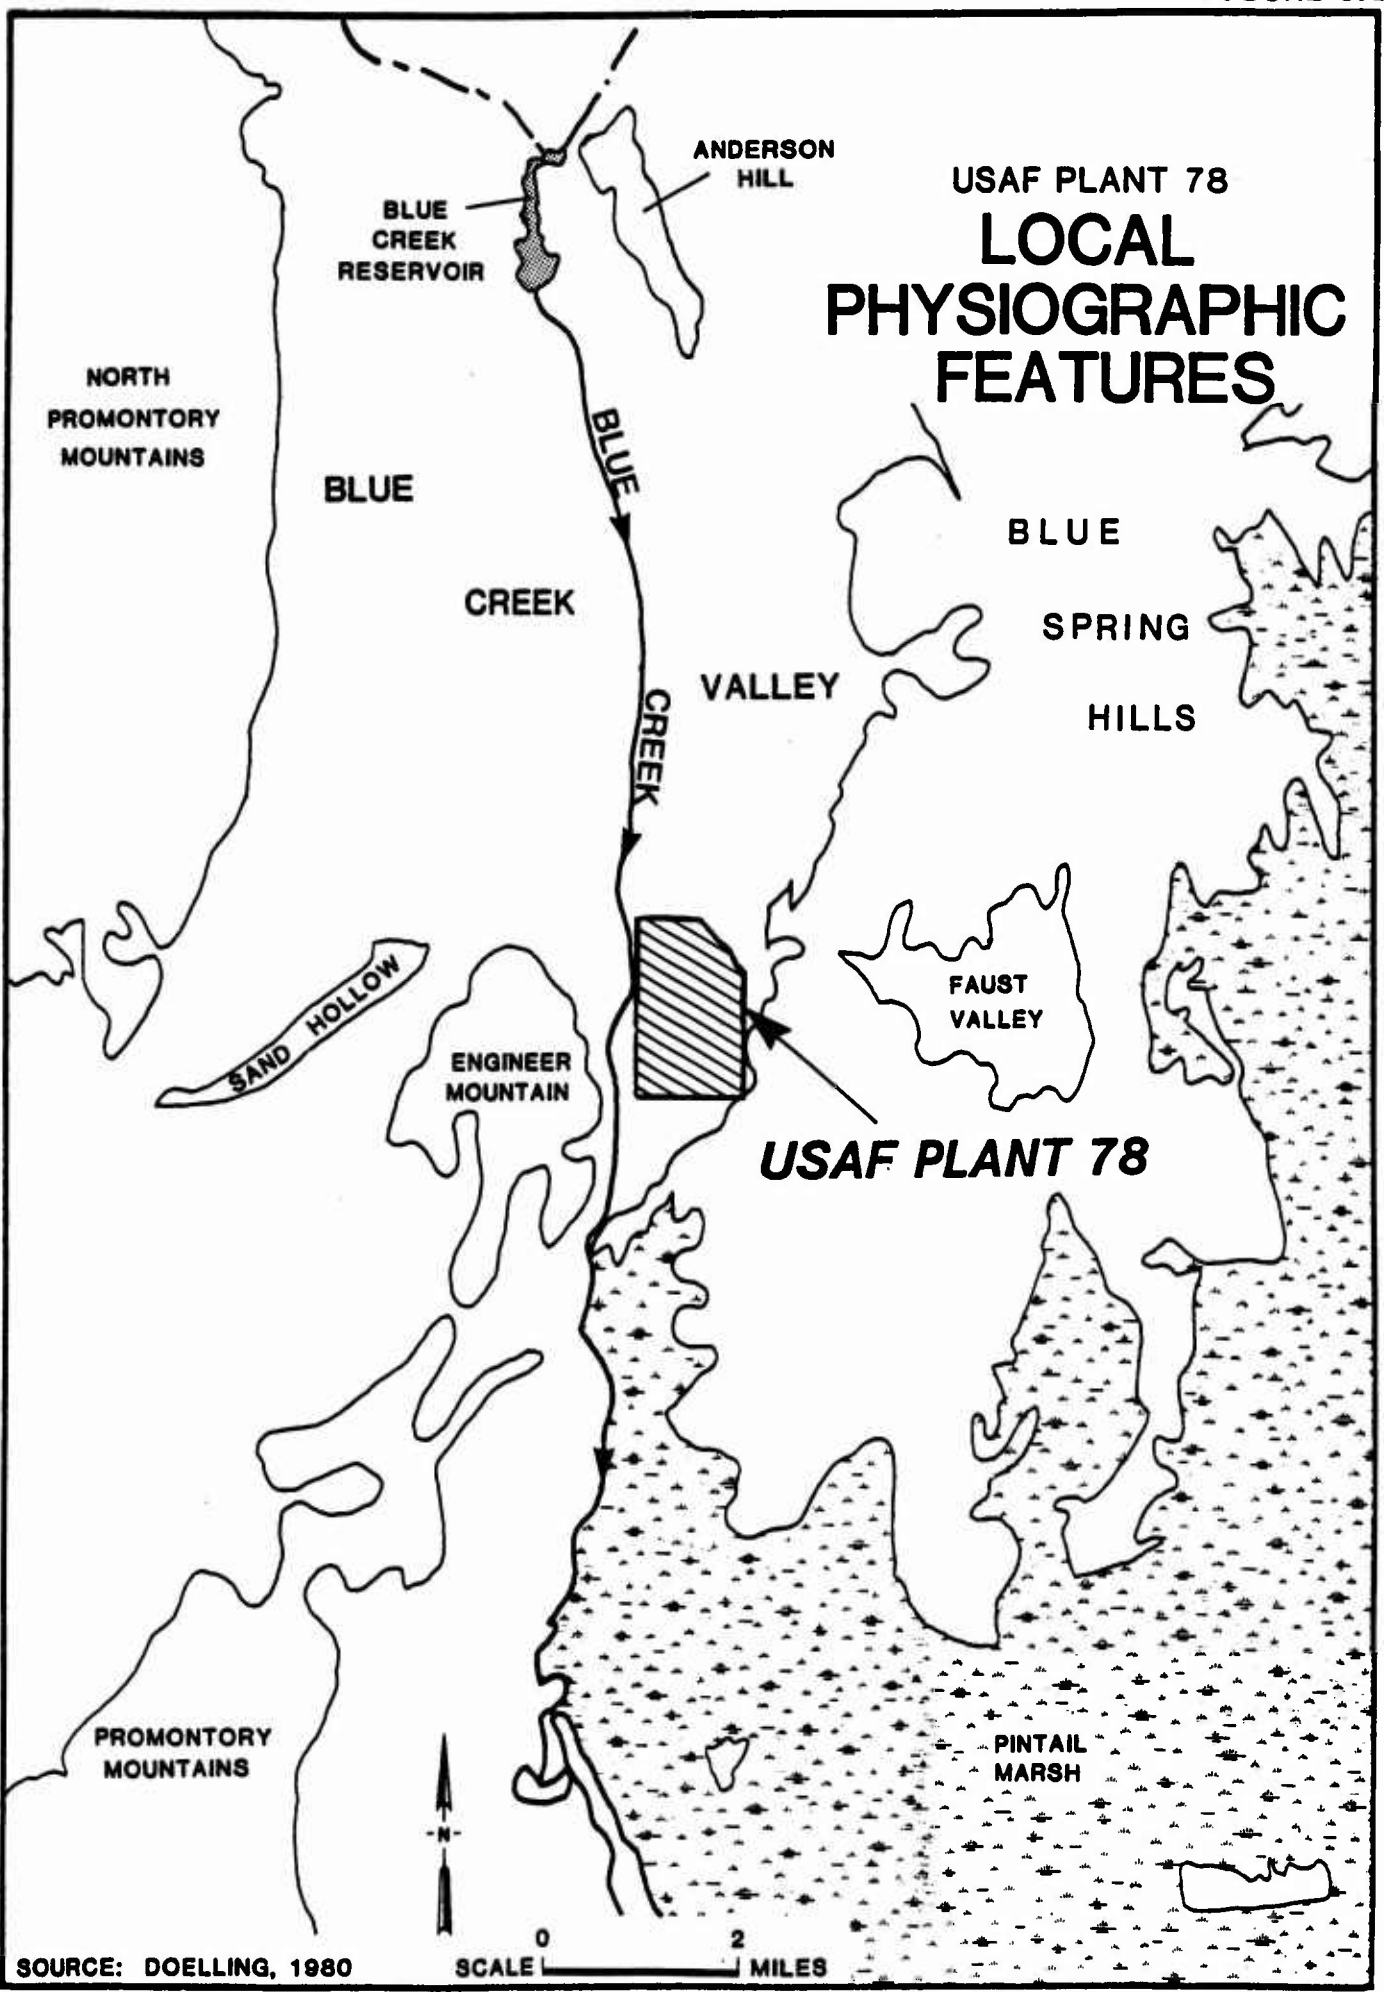 ANDERSON
HILL
USAF PLANT 78
LOCAL
PHYSIOGRAPHIC
FEATURES
BLUE
CREEK
RESERVOIR
NORTH
PROMONTORY
MOUNTAINS
BLUE
CREEK
VALLEY
BLUE
CREEK
BLUE
SPRING
HILLS
SAND HOLLOW
ENGINEER
MOUNTAIN
FAUST
VALLEY
USAF PLANT 78
PROMONTORY
MOUNTAINS
PINTAIL
MARSH
-N-
0 2
SCALE MILES
SOURCE: DOELLING, 1980